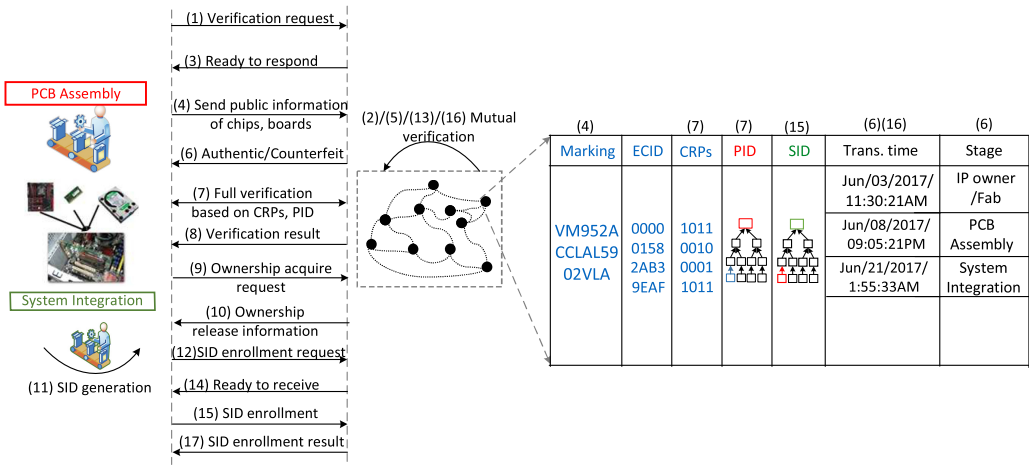 (1) Verification request
(3) Ready to respond
PCB Assembly
(4) Send public information
of chips, boards
(6) Authentic/Counterfeit
(7) Full verification
based on CRPs, PID
(8) Verification result
(9) Ownership acquire
request
System Integration
(10) Ownership
release information
(12)SID enrollment request
(11) SID generation
(14) Ready to receive
(15) SID enrollment
(17) SID enrollment result
(2)/(5)/(13)/(16) Mutual
verification
(4) (7) (7) (15) (6)(16) (6)
Marking ECID CRPs PID SID Trans. time Stage
Jun/03/2017/ IP owner
11:30:21AM /Fab
VM952A 0000 1011 Jun/08/2017/ PCB
CCLAL59 0158 0010 09:05:21PM Assembly
02VLA 2AB3 0001 Jun/21/2017/ System
9EAF 1011 1:55:33AM Integration